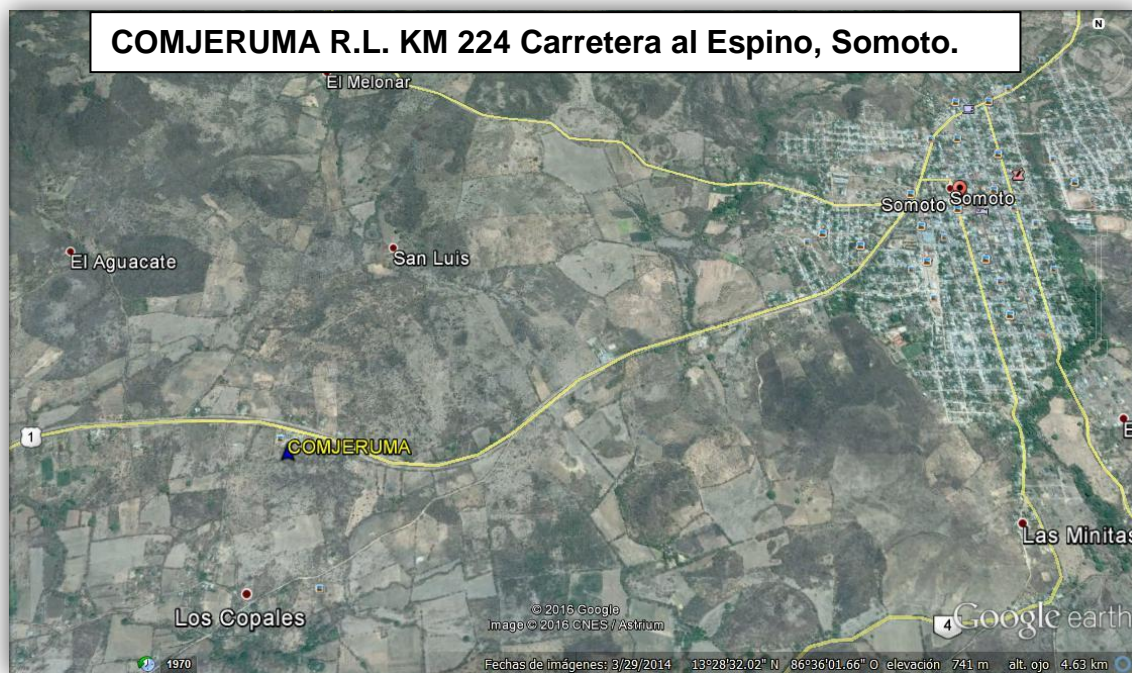 COMJERUMA R.L. KM 224 Carretera al Espino, Somoto.
N
El Melonar
Somoto
Somoto
El Aguacate
San Luis
1
COMJERUMA
E
Las Minitas
Los Copales
© 2016 Google
Image © 2016 CNES / Astrium
4
Google earth
1970
Fechas de imágenes: 3/29/2014 13°28'32.02" N 86°36'01.66" O elevación 741 m alt. ojo 4.63 km